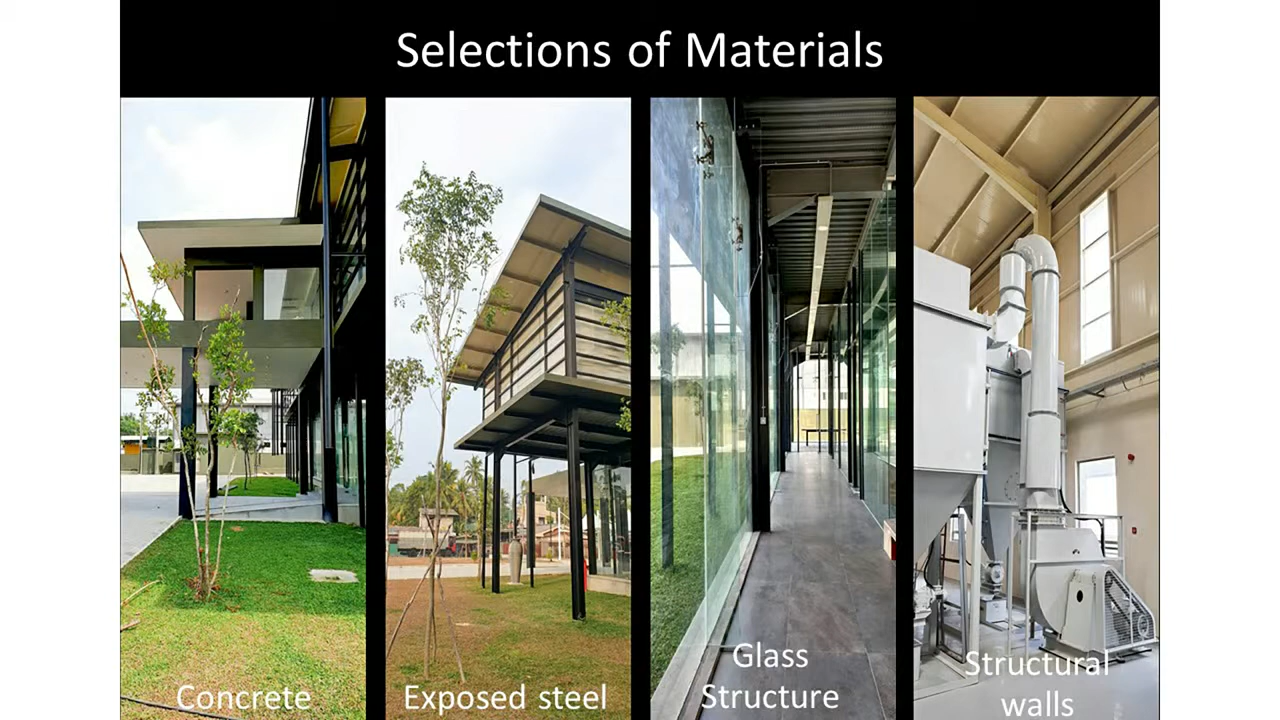 Selections of Materials
Concrete
Exposed steel
Glass
Structure
Structural
walls